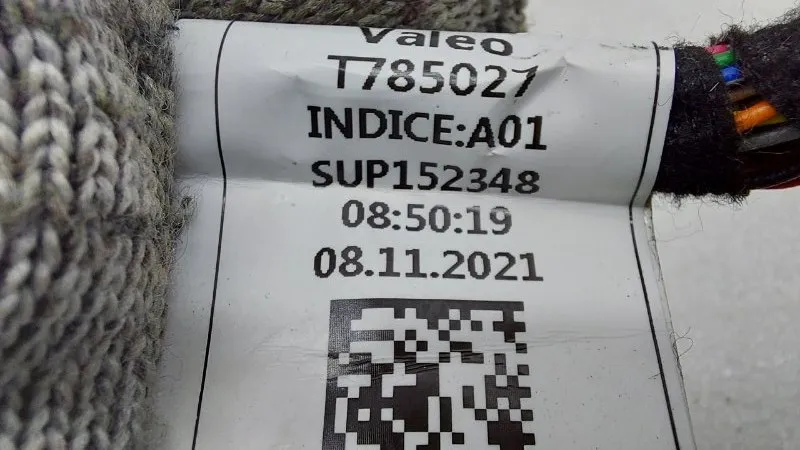 Valeo
T785027
INDICE:A01
SUP152348
08:50:19
08.11.2021